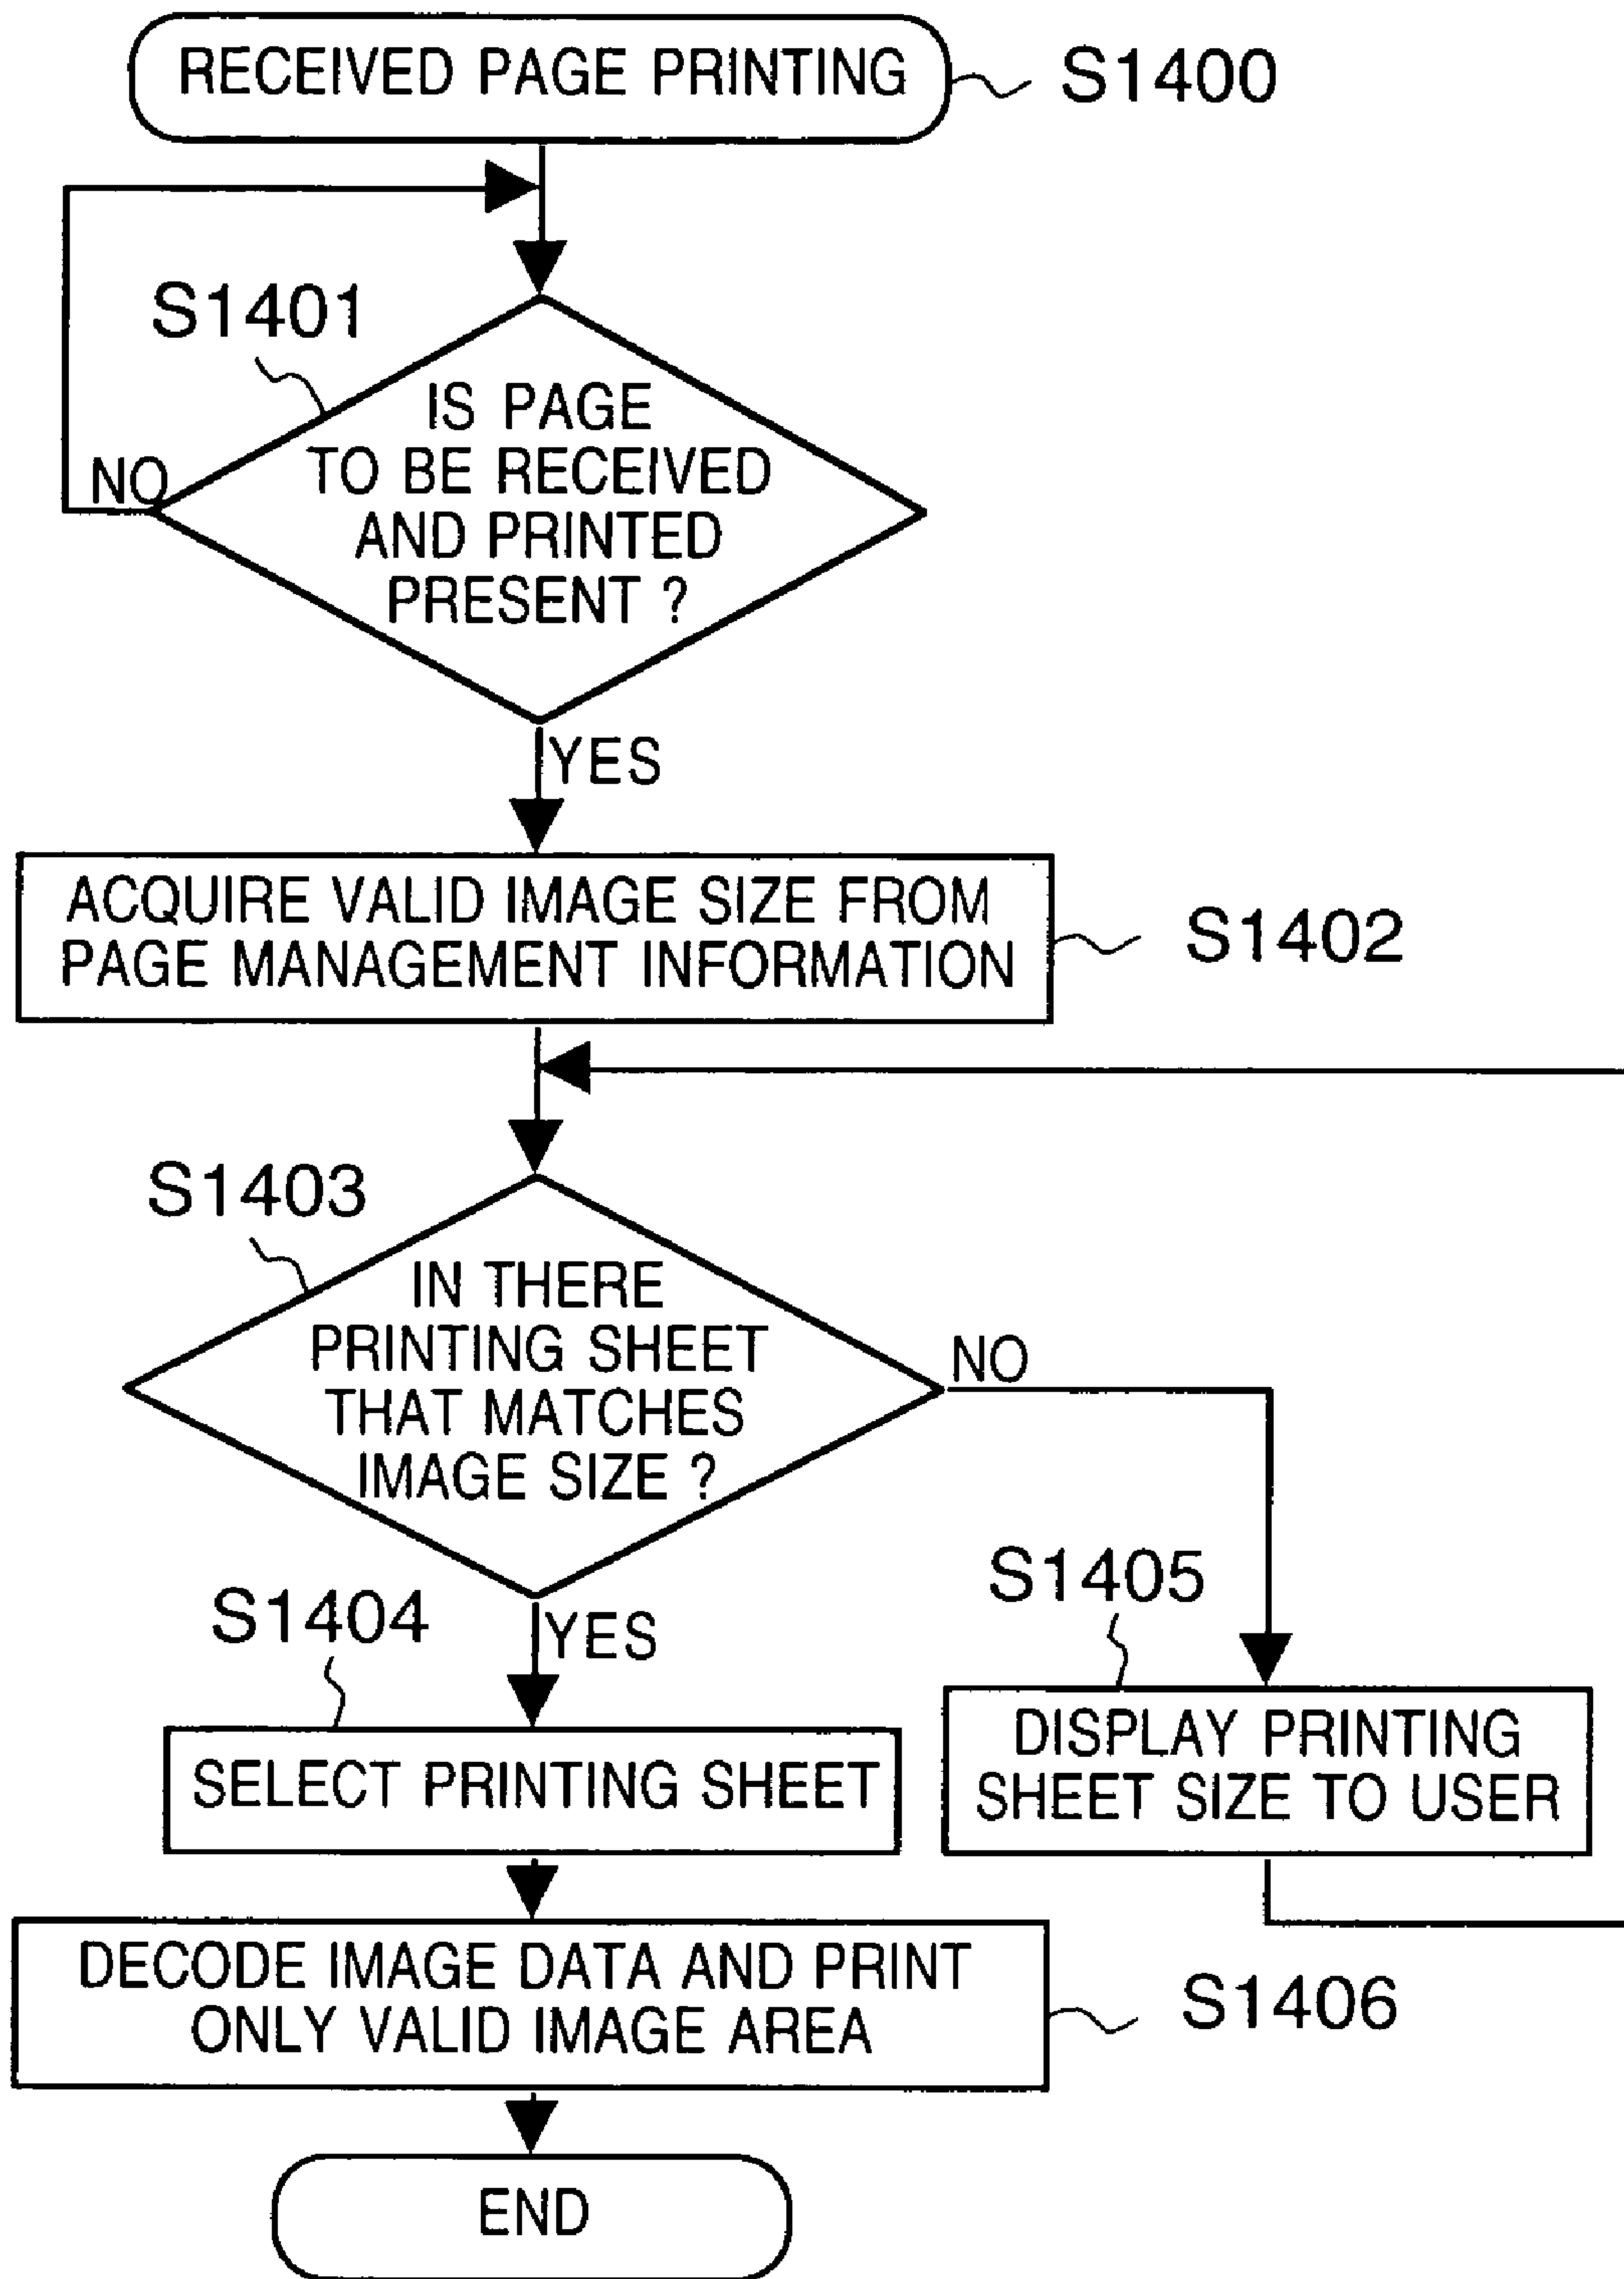 RECEIVED PAGE PRINTING
S1400
S1401
IS PAGE
TO BE RECEIVED
AND PRINTED
PRESENT ?
NO
YES
ACQUIRE VALID IMAGE SIZE FROM
PAGE MANAGEMENT INFORMATION
S1402
S1403
IN THERE
PRINTING SHEET
THAT MATCHES
IMAGE SIZE ?
NO
YES
S1404
SELECT PRINTING SHEET
S1405
DISPLAY PRINTING
SHEET SIZE TO USER
DECODE IMAGE DATA AND PRINT
ONLY VALID IMAGE AREA
S1406
END